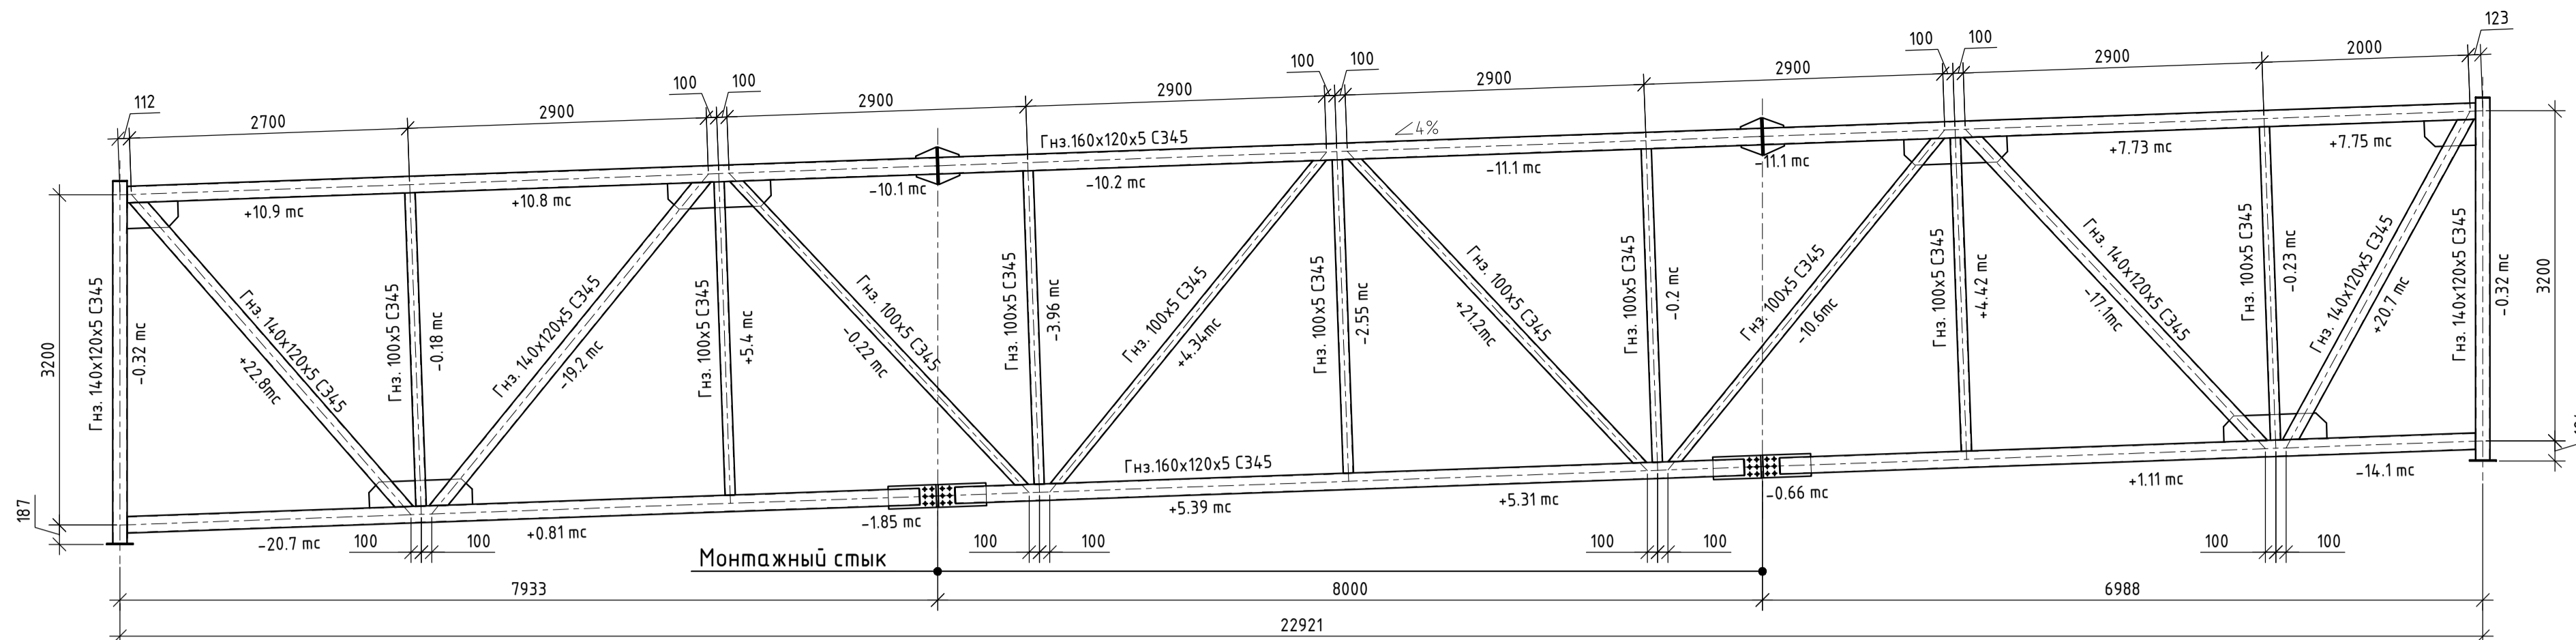 123
100
100
2000
2900
100
100
2900
2900
100
100
2900
2900
112
2900
2700
Гнз.160х120х5 С345
∠4%
+10.9 тс
+10.8 тс
-10.1 тс
-10.2 тс
-11.1 тс
-11.1 тс
+7.73 тс
+7.75 тс
3200
Гнз. 140х120х5 С345
-0.32 тс
Гнз. 140х120х5 С345
+22.8тс
Гнз. 100х5 С345
-0.18 тс
Гнз. 140х120х5 С345
-19.2 тс
Гнз. 100х5 С345
+5.4 тс
Гнз. 100х5 С345
-0.22 тс
Гнз. 100х5 С345
-3.96 тс
Гнз. 100х5 С345
+4.34тс
Гнз. 100х5 С345
-2.55 тс
Гнз. 100х5 С345
+21.2тс
Гнз. 100х5 С345
-0.2 тс
Гнз. 100х5 С345
-10.6тс
Гнз. 100х5 С345
+4.42 тс
Гнз. 140х120х5 С345
-17.1тс
Гнз. 100х5 С345
-0.23 тс
Гнз. 140х120х5 С345
+20.7 тс
Гнз. 140х120х5 С345
-0.32 тс
3200
187
Гнз.160х120х5 С345
-20.7 тс
+0.81 тс
-1.85 тс
+5.39 тс
+5.31 тс
-0.66 тс
+1.11 тс
-14.1 тс
100
100
100
100
100
100
100
100
Монтажный стык
7933
8000
6988
22921